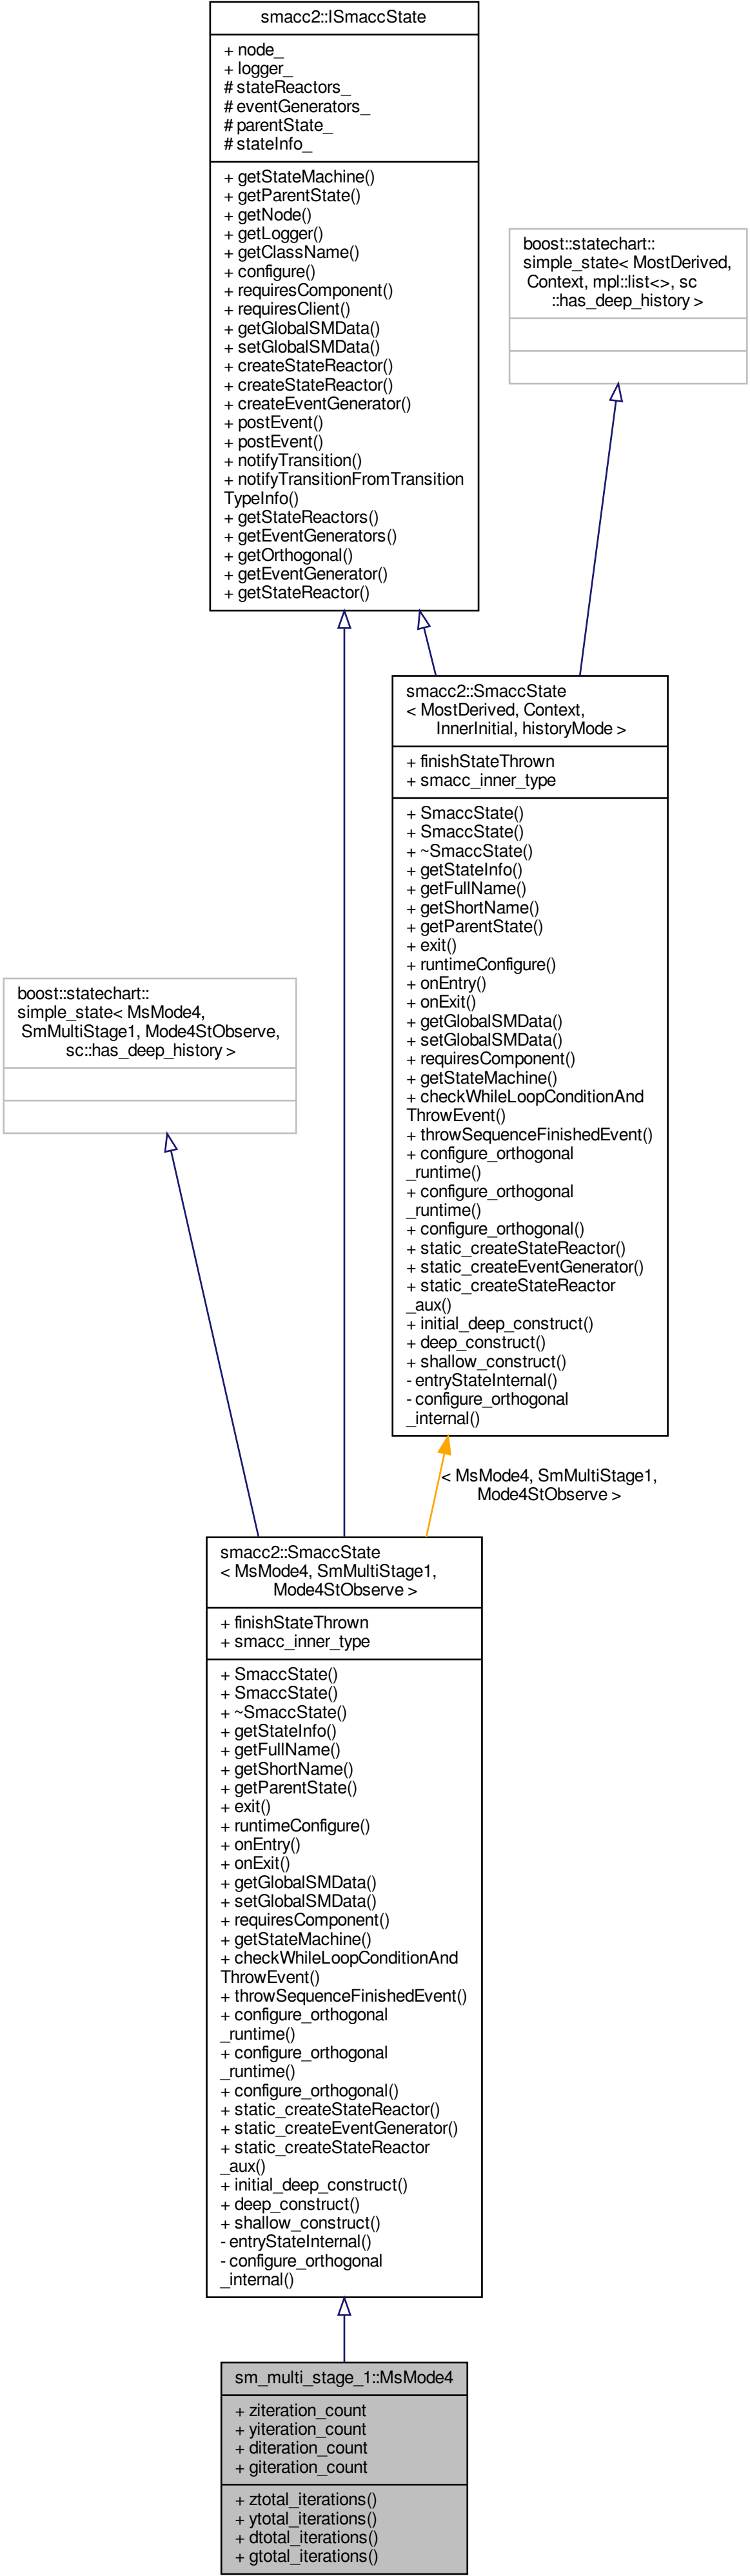 smacc2::ISmaccState
+ node_
+ logger_
# stateReactors_
# eventGenerators_
# parentState_
# stateInfo_
+ getStateMachine()
+ getParentState()
+ getNode()
+ getLogger()
+ getClassName()
+ configure()
+ requiresComponent()
+ requiresClient()
+ getGlobalSMData()
+ setGlobalSMData()
+ createStateReactor()
+ createStateReactor()
+ createEventGenerator()
+ postEvent()
+ postEvent()
+ notifyTransition()
+ notifyTransitionFromTransition
TypeInfo()
+ getStateReactors()
+ getEventGenerators()
+ getOrthogonal()
+ getEventGenerator()
+ getStateReactor()
boost::statechart::
simple_state< MostDerived,
Context, mpl::list<>, sc
::has_deep_history >
smacc2::SmaccState
< MostDerived, Context,
InnerInitial, historyMode >
+ finishStateThrown
+ smacc_inner_type
+ SmaccState()
+ SmaccState()
+ ~SmaccState()
+ getStateInfo()
+ getFullName()
+ getShortName()
+ getParentState()
+ exit()
+ runtimeConfigure()
+ onEntry()
+ onExit()
+ getGlobalSMData()
+ setGlobalSMData()
+ requiresComponent()
+ getStateMachine()
+ checkWhileLoopConditionAnd
ThrowEvent()
+ throwSequenceFinishedEvent()
+ configure_orthogonal
_runtime()
+ configure_orthogonal
_runtime()
+ configure_orthogonal()
+ static_createStateReactor()
+ static_createEventGenerator()
+ static_createStateReactor
_aux()
+ initial_deep_construct()
+ deep_construct()
+ shallow_construct()
- entryStateInternal()
- configure_orthogonal
_internal()
boost::statechart::
simple_state< MsMode4,
SmMultiStage1, Mode4StObserve,
sc::has_deep_history >
< MsMode4, SmMultiStage1,
Mode4StObserve >
smacc2::SmaccState
< MsMode4, SmMultiStage1,
Mode4StObserve >
+ finishStateThrown
+ smacc_inner_type
+ SmaccState()
+ SmaccState()
+ ~SmaccState()
+ getStateInfo()
+ getFullName()
+ getShortName()
+ getParentState()
+ exit()
+ runtimeConfigure()
+ onEntry()
+ onExit()
+ getGlobalSMData()
+ setGlobalSMData()
+ requiresComponent()
+ getStateMachine()
+ checkWhileLoopConditionAnd
ThrowEvent()
+ throwSequenceFinishedEvent()
+ configure_orthogonal
_runtime()
+ configure_orthogonal
_runtime()
+ configure_orthogonal()
+ static_createStateReactor()
+ static_createEventGenerator()
+ static_createStateReactor
_aux()
+ initial_deep_construct()
+ deep_construct()
+ shallow_construct()
- entryStateInternal()
- configure_orthogonal
_internal()
sm_multi_stage_1::MsMode4
+ ziteration_count
+ yiteration_count
+ diteration_count
+ giteration_count
+ ztotal_iterations()
+ ytotal_iterations()
+ dtotal_iterations()
+ gtotal_iterations()